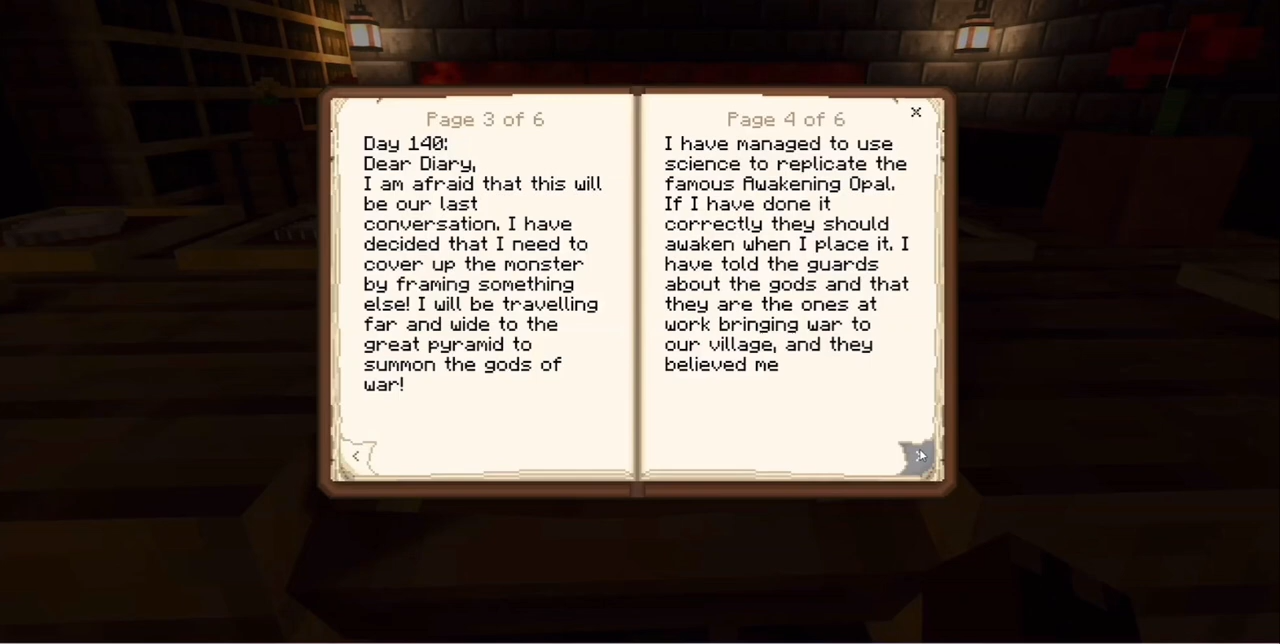 Page 3 of 6
Day 140:
Dear Diary,
I am afraid that this will
be our last
conversation. I have
decided that I need to
cover up the monster
by framing something
else! I will be travelling
far and wide to the
great pyramid to
summon the gods of
war!
Page 4 of 6
I have managed to use
science to replicate the
famous Awakening Opal.
If I have done it
correctly they should
awaken when I place it. I
have told the guards
about the gods and that
they are the ones at
work bringing war to
our village, and they
believed me